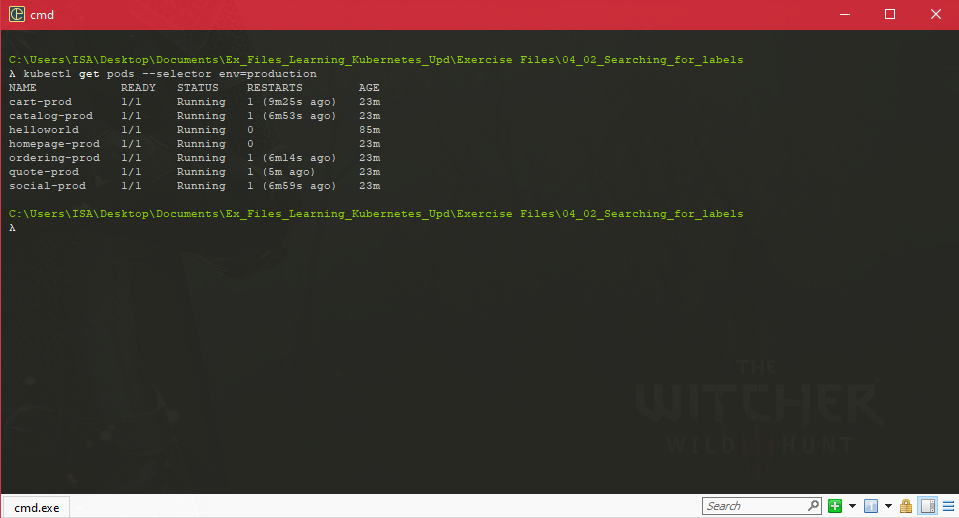 cmd
C:\Users\ISA\Desktop\Documents\Ex_Files_Learning_Kubernetes_Upd\Exercise Files\04_02_Searching_for_labels
λ kubectl get pods --selector env=production
NAME READY STATUS RESTARTS AGE
cart-prod 1/1 Running 1 (9m25s ago) 23m
catalog-prod 1/1 Running 1 (6m53s ago) 23m
helloworld 1/1 Running 0 85m
homepage-prod 1/1 Running 0 23m
ordering-prod 1/1 Running 1 (6m14s ago) 23m
quote-prod 1/1 Running 1 (5m ago) 23m
social-prod 1/1 Running 1 (6m59s ago) 23m
C:\Users\ISA\Desktop\Documents\Ex_Files_Learning_Kubernetes_Upd\Exercise Files\04_02_Searching_for_labels
λ
THE
WITCHER
WILD HUNT
cmd.exe Search